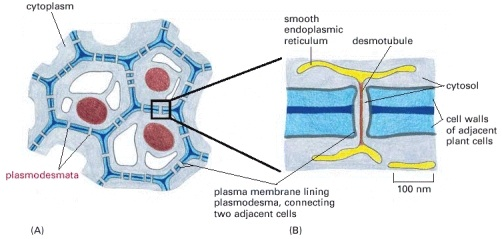 cytoplasm
plasmodesmata
(A)
smooth
endoplasmic
reticulum
desmotubule
cytosol
cell walls
of adjacent
plant cells
plasma membrane lining
plasmodesma, connecting
two adjacent cells
100 nm
(B)